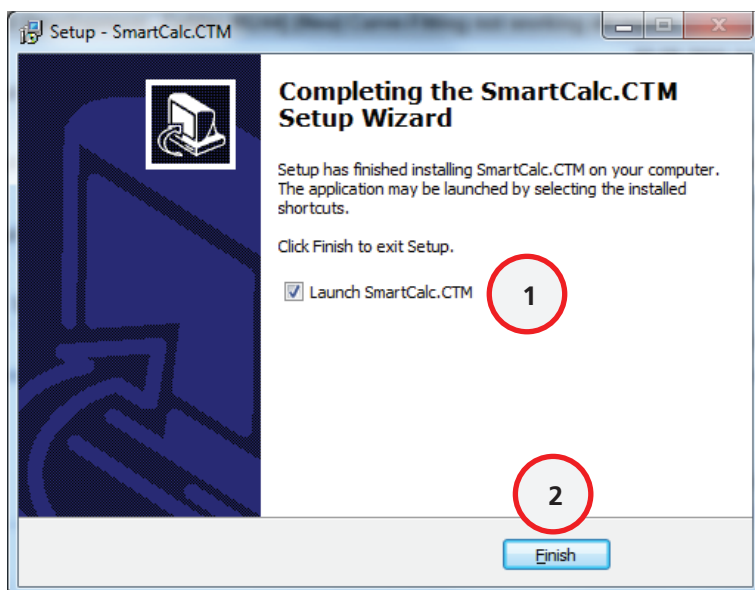 Setup - SmartCalc.CTM
Completing the SmartCalc.CTM
Setup Wizard
Setup has finished installing SmartCalc.CTM on your computer.
The application may be launched by selecting the installed
shortcuts.
Click Finish to exit Setup.
Launch SmartCalc.CTM
1
2
Finish